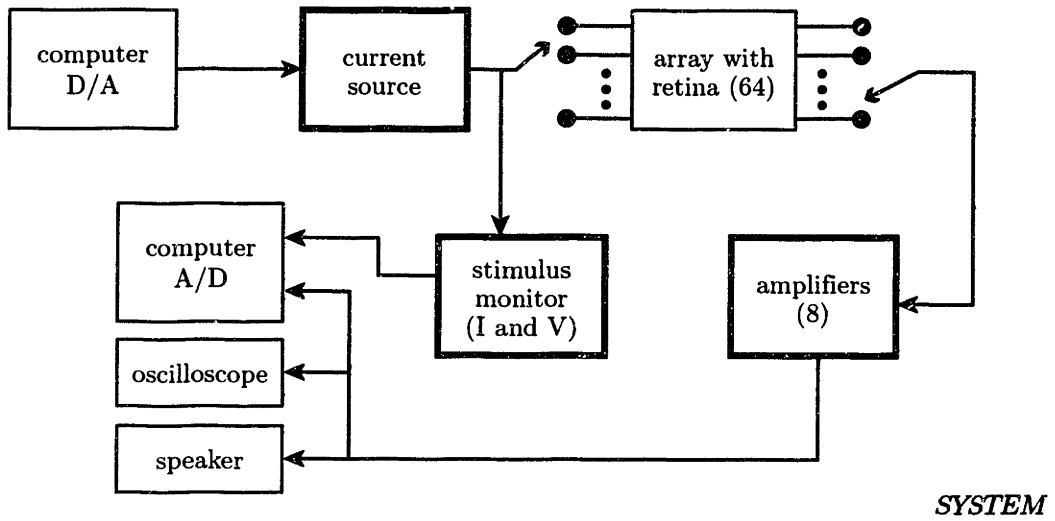 computer
D/A
current
source
array with
retina (64)
computer
A/D
stimulus
monitor
(I and V)
amplifiers
(8)
oscilloscope
speaker
SYSTEM